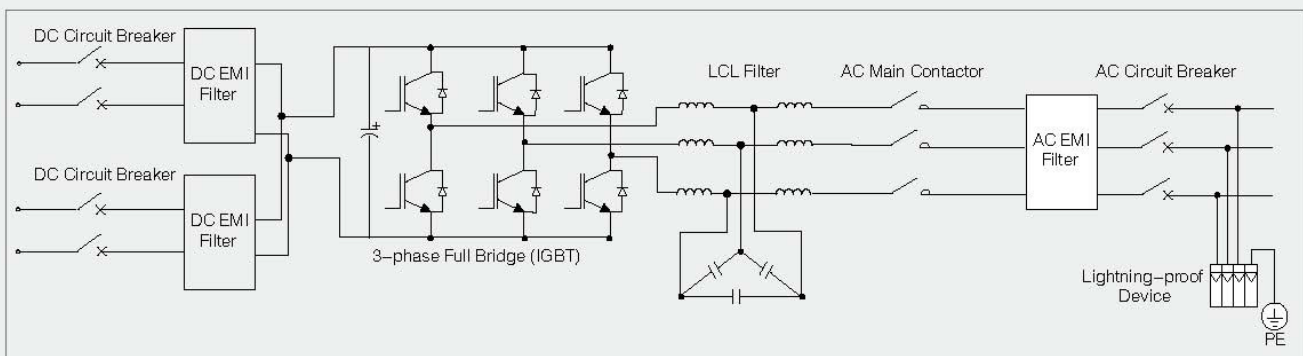 DC Circuit Breaker
DC EMI
Filter
DC Circuit Breaker
DC EMI
Filter
+
3-phase Full Bridge (IGBT)
LCL Filter
AC Main Contactor
AC EMI
Filter
AC Circuit Breaker
Lightning-proof
Device
PE